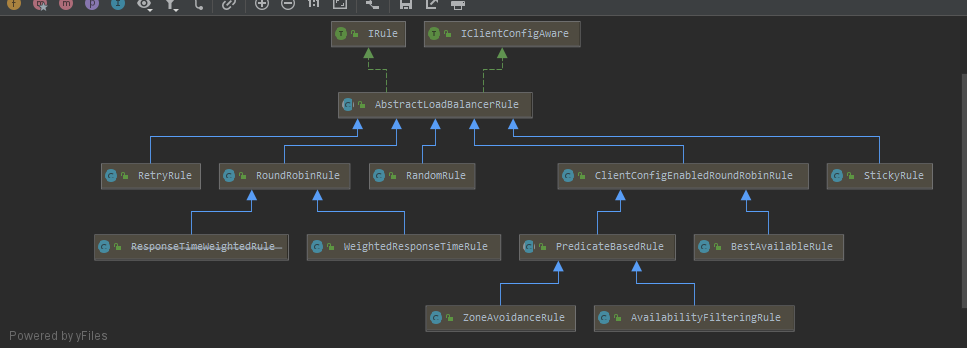 1:1
IRule IClientConfigAware
AbstractLoadBalancerRule
RetryRule RoundRobinRule RandomRule ClientConfigEnabledRoundRobinRule StickyRule
ResponseTimeWeightedRule WeightedResponseTimeRule PredicateBasedRule BestAvailableRule
ZoneAvoidanceRule AvailabilityFilteringRule
Powered by yFiles